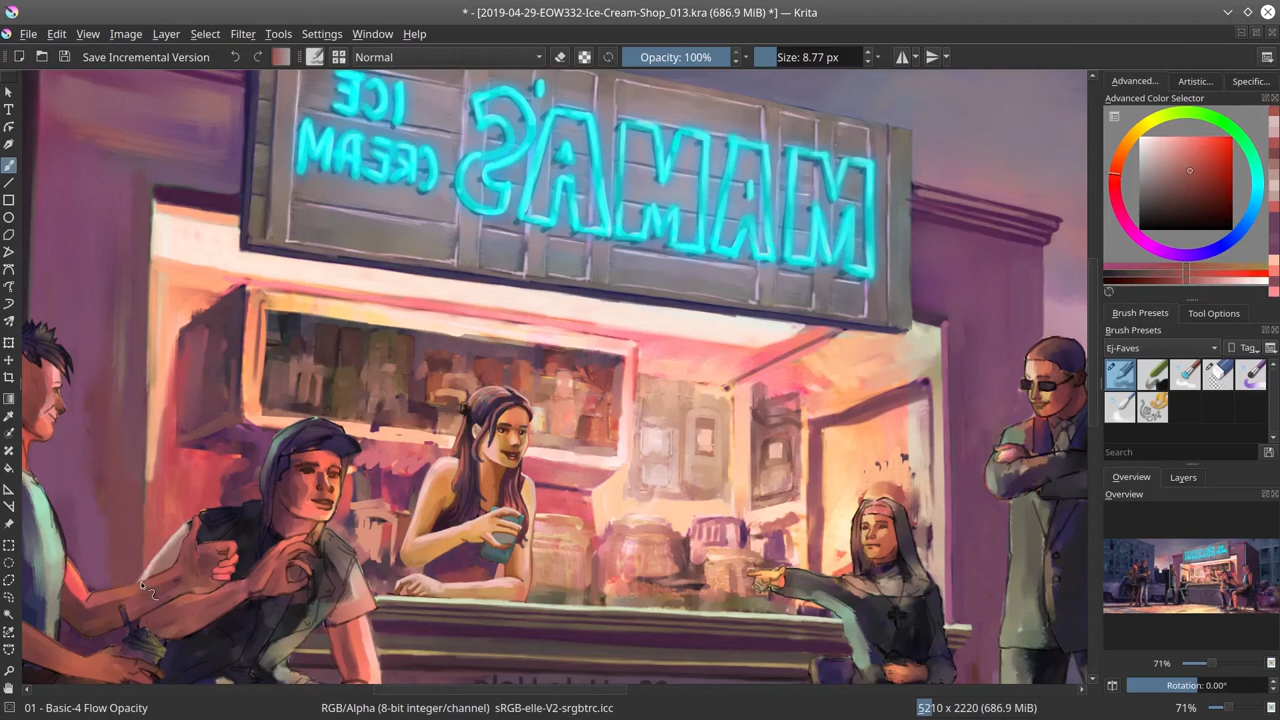 * - [2019-04-29-EOW332-Ice-Cream-Shop_013.kra (686.9 MiB) *] — Krita
File Edit View Image Layer Select Filter Tools Settings Window Help
Save Incremental Version
Normal
Opacity: 100%
Size: 8.77 px
Advanced... Artistic... Specific...
Advanced Color Selector
ICE
CREAM
MAMA'S
Brush Presets Tool Options
Brush Presets
Ej-Faves
Tag
Search
Overview Layers
Overview
71%
Rotation: 0.00°
01 - Basic-4 Flow Opacity
RGB/Alpha (8-bit integer/channel) sRGB-elle-V2-srgbtrc.icc
5210 x 2220 (686.9 MiB)
71%